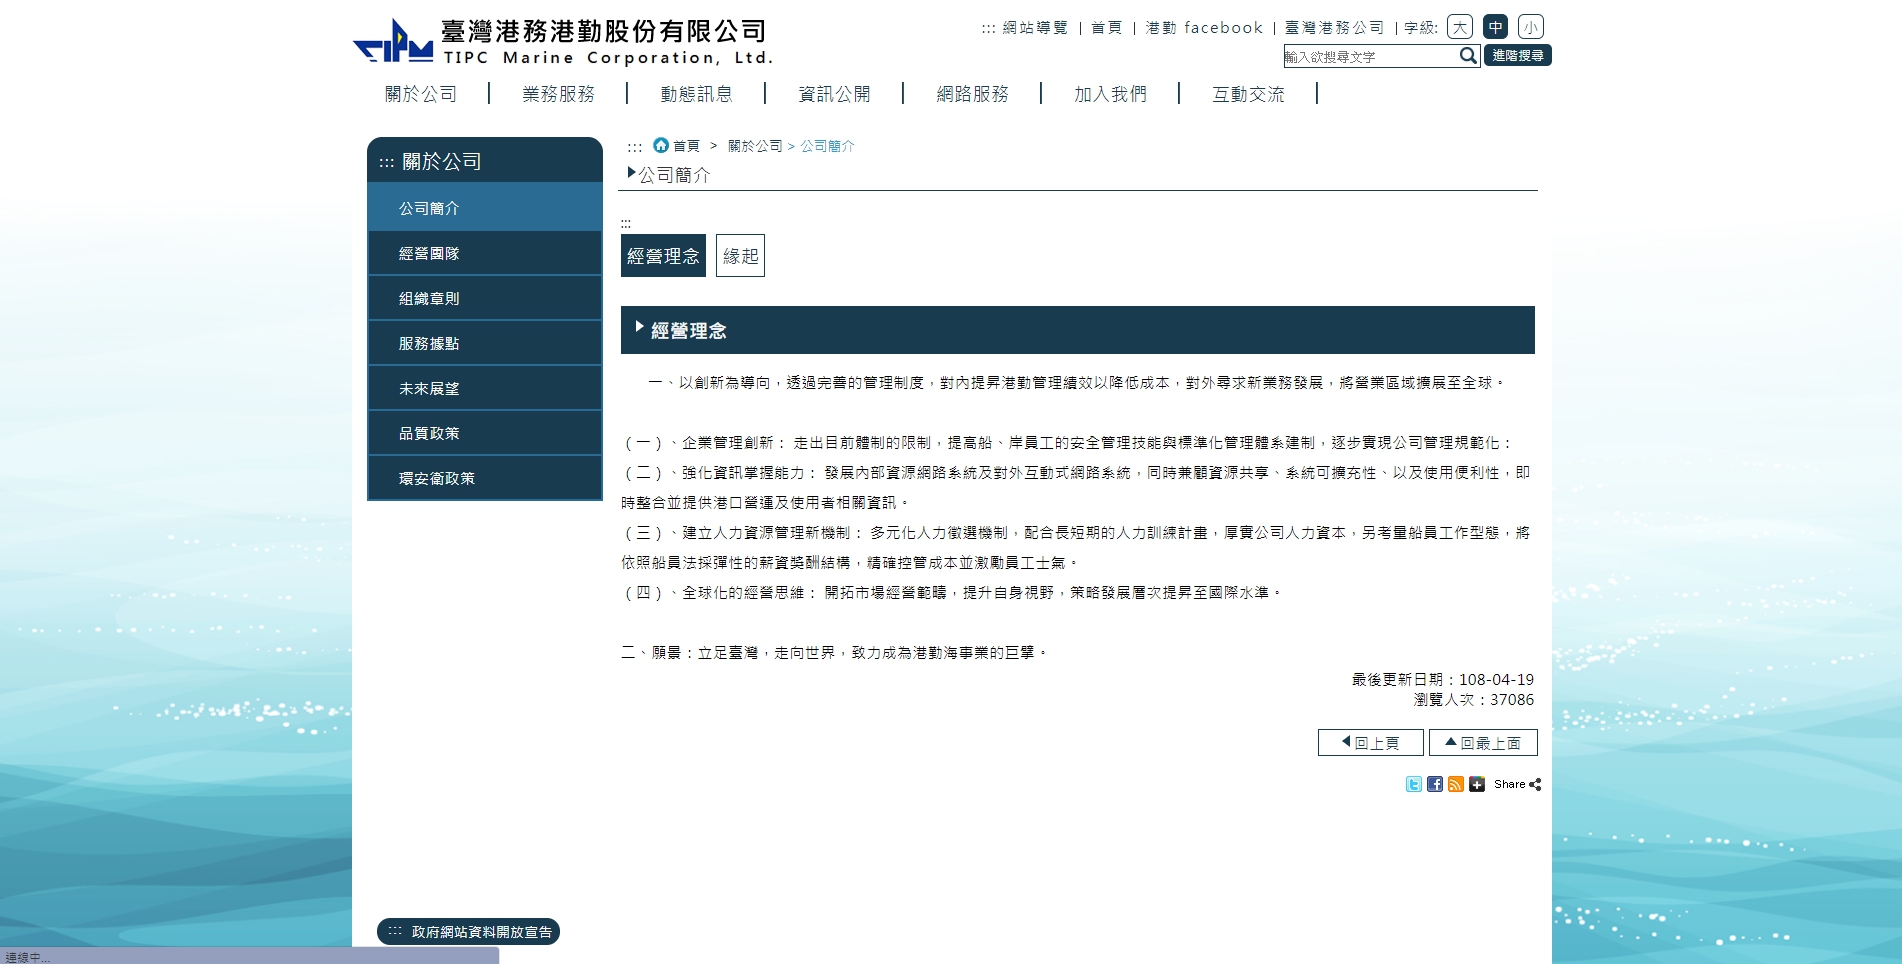 臺灣港務港勤股份有限公司
TIPC Marine Corporation, Ltd.
::: 網站導覽 | 首頁 | 港勤 facebook | 臺灣港務公司 | 字級: 大 中 小
輸入欲搜尋文字 進階搜尋
關於公司 業務服務 動態訊息 資訊公開 網路服務 加入我們 互動交流
::: 關於公司
公司簡介
經營團隊
組織章則
服務據點
未來展望
品質政策
環安衛政策
::: 首頁 > 關於公司 > 公司簡介
公司簡介
:::
經營理念 緣起
經營理念
一、以創新為導向，透過完善的管理制度，對內提昇港勤管理績效以降低成本，對外尋求新業務發展，將營業區域擴展至全球。
（一）、企業管理創新： 走出目前體制的限制，提高船、岸員工的安全管理技能與標準化管理體系建制，逐步實現公司管理規範化：
（二）、強化資訊掌握能力： 發展內部資源網路系統及對外互動式網路系統，同時兼顧資源共享、系統可擴充性、以及使用便利性，即
時整合並提供港口營運及使用者相關資訊。
（三）、建立人力資源管理新機制： 多元化人力徵選機制，配合長短期的人力訓練計畫，厚實公司人力資本，另考量船員工作型態，將
依照船員法採彈性的薪資獎酬結構，精確控管成本並激勵員工士氣。
（四）、全球化的經營思維： 開拓市場經營範疇，提升自身視野，策略發展層次提昇至國際水準。
二、願景：立足臺灣，走向世界，致力成為港勤海事業的巨擘。
最後更新日期：108-04-19
瀏覽人次：37086
回上頁 回最上面
Share
::: 政府網站資料開放宣告
連線中...